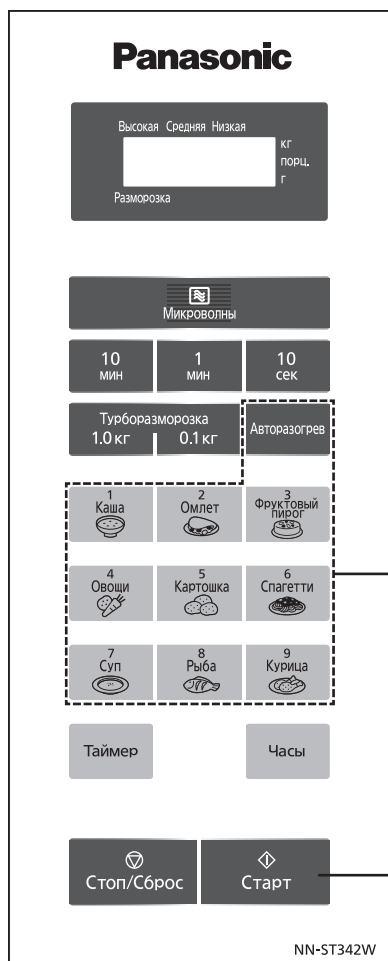 Panasonic
Высокая Средняя Низкая
кг
порц.
г
Разморозка
Микроволны
10 мин
1 мин
10 сек
Турборазморозка
1.0 кг 0.1 кг
Авторазогрев
1 Каша
2 Омлет
3 Фруктовый пирог
4 Овощи
5 Картошка
6 Спагетти
7 Суп
8 Рыба
9 Курица
Таймер
Часы
Стоп/Сброс
Старт
NN-ST342W